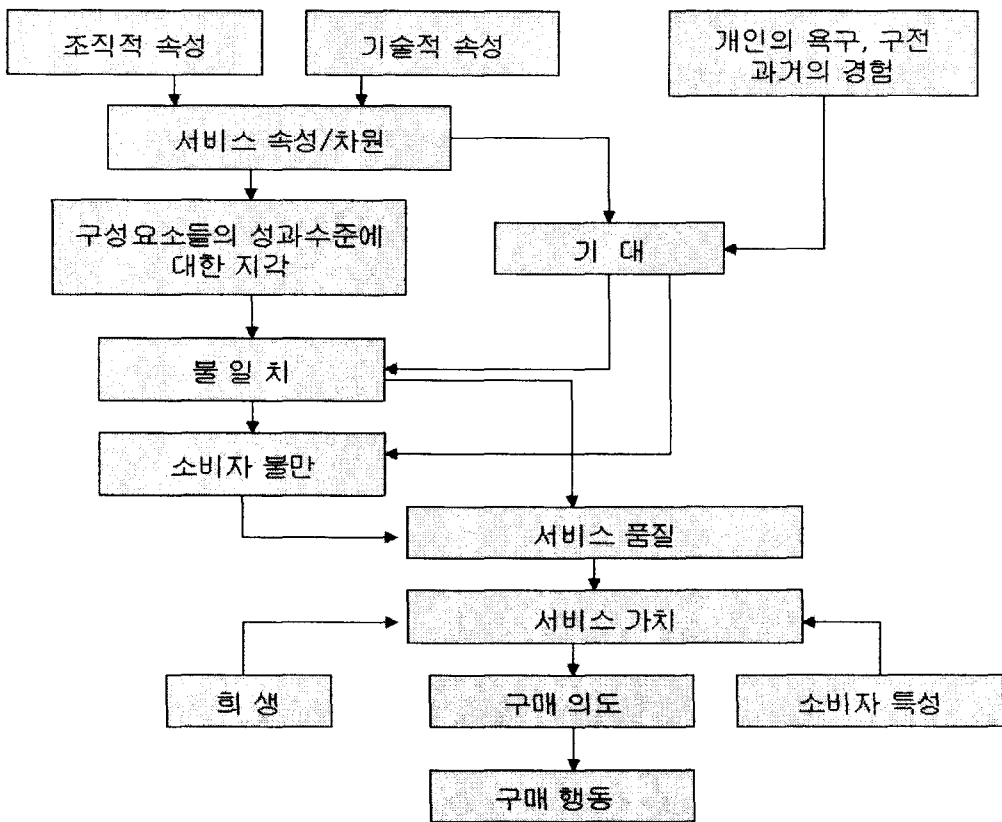 조직적 속성
기술적 속성
개인의 욕구, 구전
과거의 경험
서비스 속성/차원
구성요소들의 성과수준에
대한 지각
기 대
불 일 치
소비자 불만
서비스 품질
서비스 가치
희 생
구매 의도
소비자 특성
구매 행동